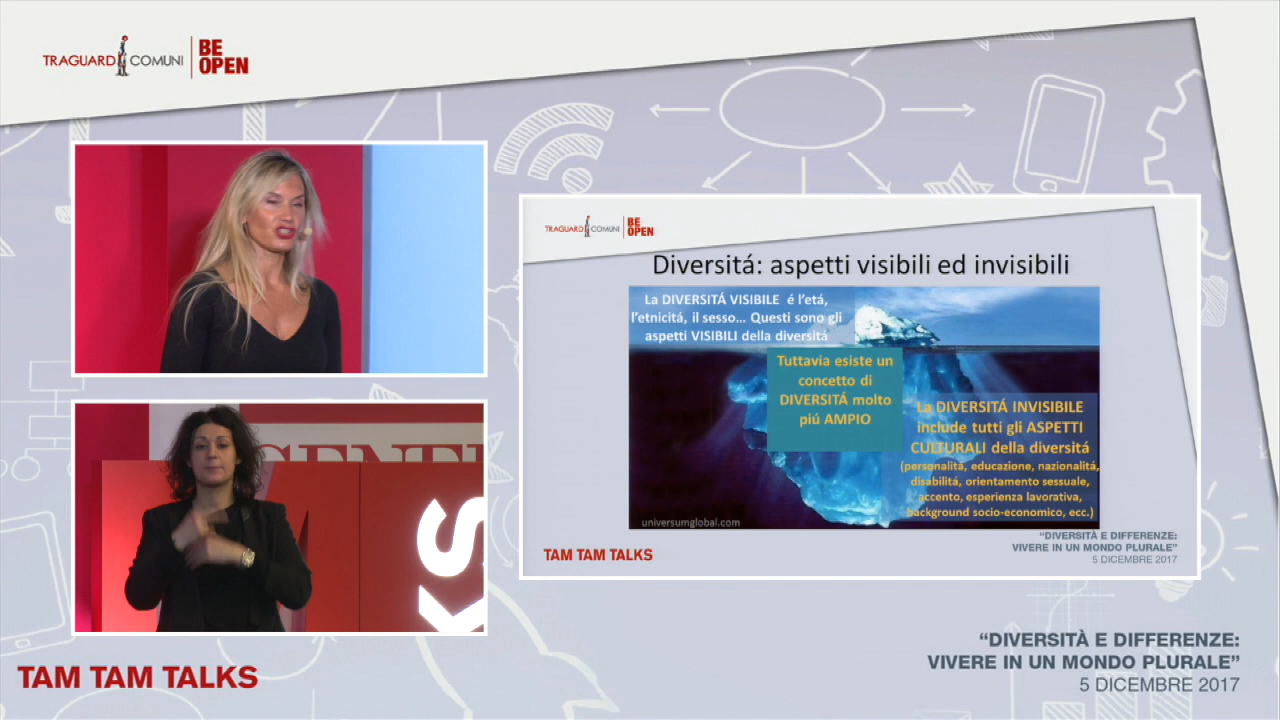 TRAGUARDI COMUNI
BE
OPEN
TRAGUARDI COMUNI
BE
OPEN
Diversitá: aspetti visibili ed invisibili
La DIVERSITÁ VISIBILE é l'etá,
l'etnicitá, il sesso... Questi sono gli
aspetti VISIBILI della diversitá
Tuttavia esiste un
concetto di
DIVERSITÁ molto
piú AMPIO
La DIVERSITÁ INVISIBILE
include tutti gli ASPETTI
CULTURALI della diversitá
(personalitá, educazione, nazionalitá,
disabilitá, orientamento sessuale,
accento, esperienza lavorativa,
background socio-economico, ecc.)
universumglobal.com
TAM TAM TALKS
"DIVERSITÀ E DIFFERENZE:
VIVERE IN UN MONDO PLURALE"
5 DICEMBRE 2017
KS
TAM TAM TALKS
"DIVERSITÀ E DIFFERENZE:
VIVERE IN UN MONDO PLURALE"
5 DICEMBRE 2017